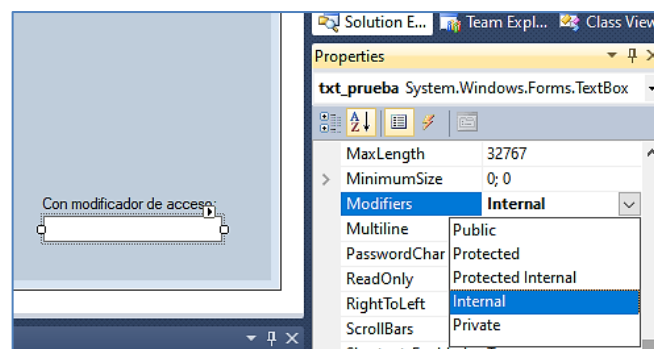 Solution E... Team Expl... Class View
Properties
txt_prueba System.Windows.Forms.TextBox
MaxLength 32767
MinimumSize 0; 0
Modifiers Internal
Multiline Public
PasswordChar Protected
ReadOnly Protected Internal
RightToLeft Internal
ScrollBars Private
Con modificador de acceso: